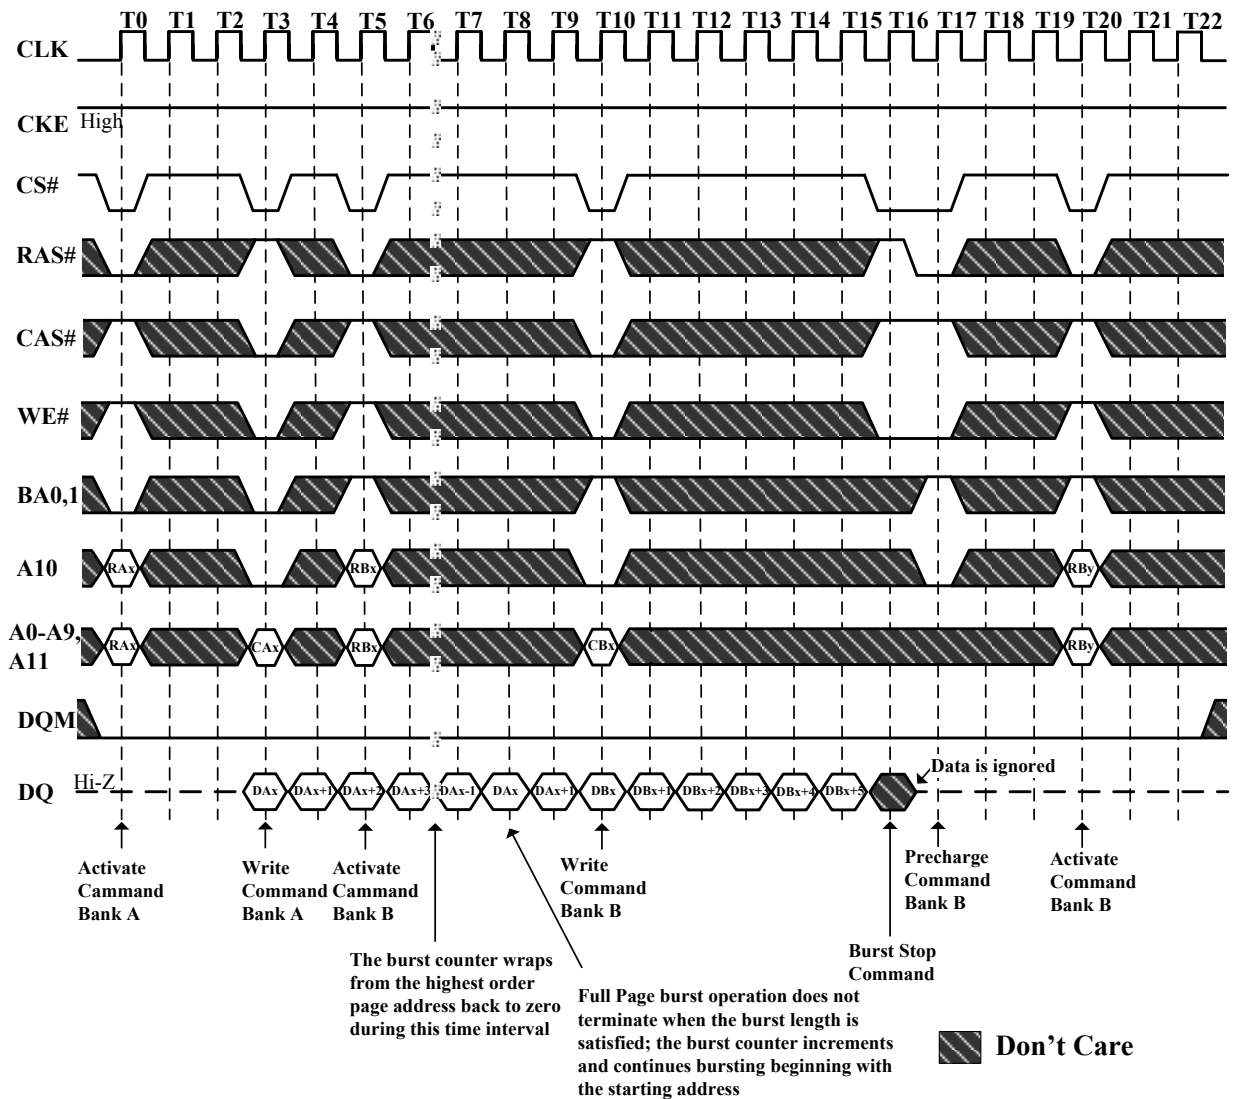 T0 T1 T2 T3 T4 T5 T6 T7 T8 T9 T10 T11 T12 T13 T14 T15 T16 T17 T18 T19 T20 T21 T22
CLK
CKE High
CS#
RAS#
CAS#
WE#
BA0,1
A10 RAx RBx RBy
A0-A9,
A11
RAx CAx RBx CBx RBy
DQM
DQ Hi-Z
DAx DAx+1 DAx+2 DAx+3 DAx-1 DAx DAx+1 DBx DBx+1 DBx+2 DBx+3 DBx+4 DBx+5
Data is ignored
Activate
Cammand
Bank A
Write
Command
Bank A
Activate
Cammand
Bank B
Write
Command
Bank B
Precharge
Command
Bank B
Activate
Command
Bank B
Burst Stop
Command
The burst counter wraps
from the highest order
page address back to zero
during this time interval
Full Page burst operation does not
terminate when the burst length is
satisfied; the burst counter increments
and continues bursting beginning with
the starting address
Don't Care